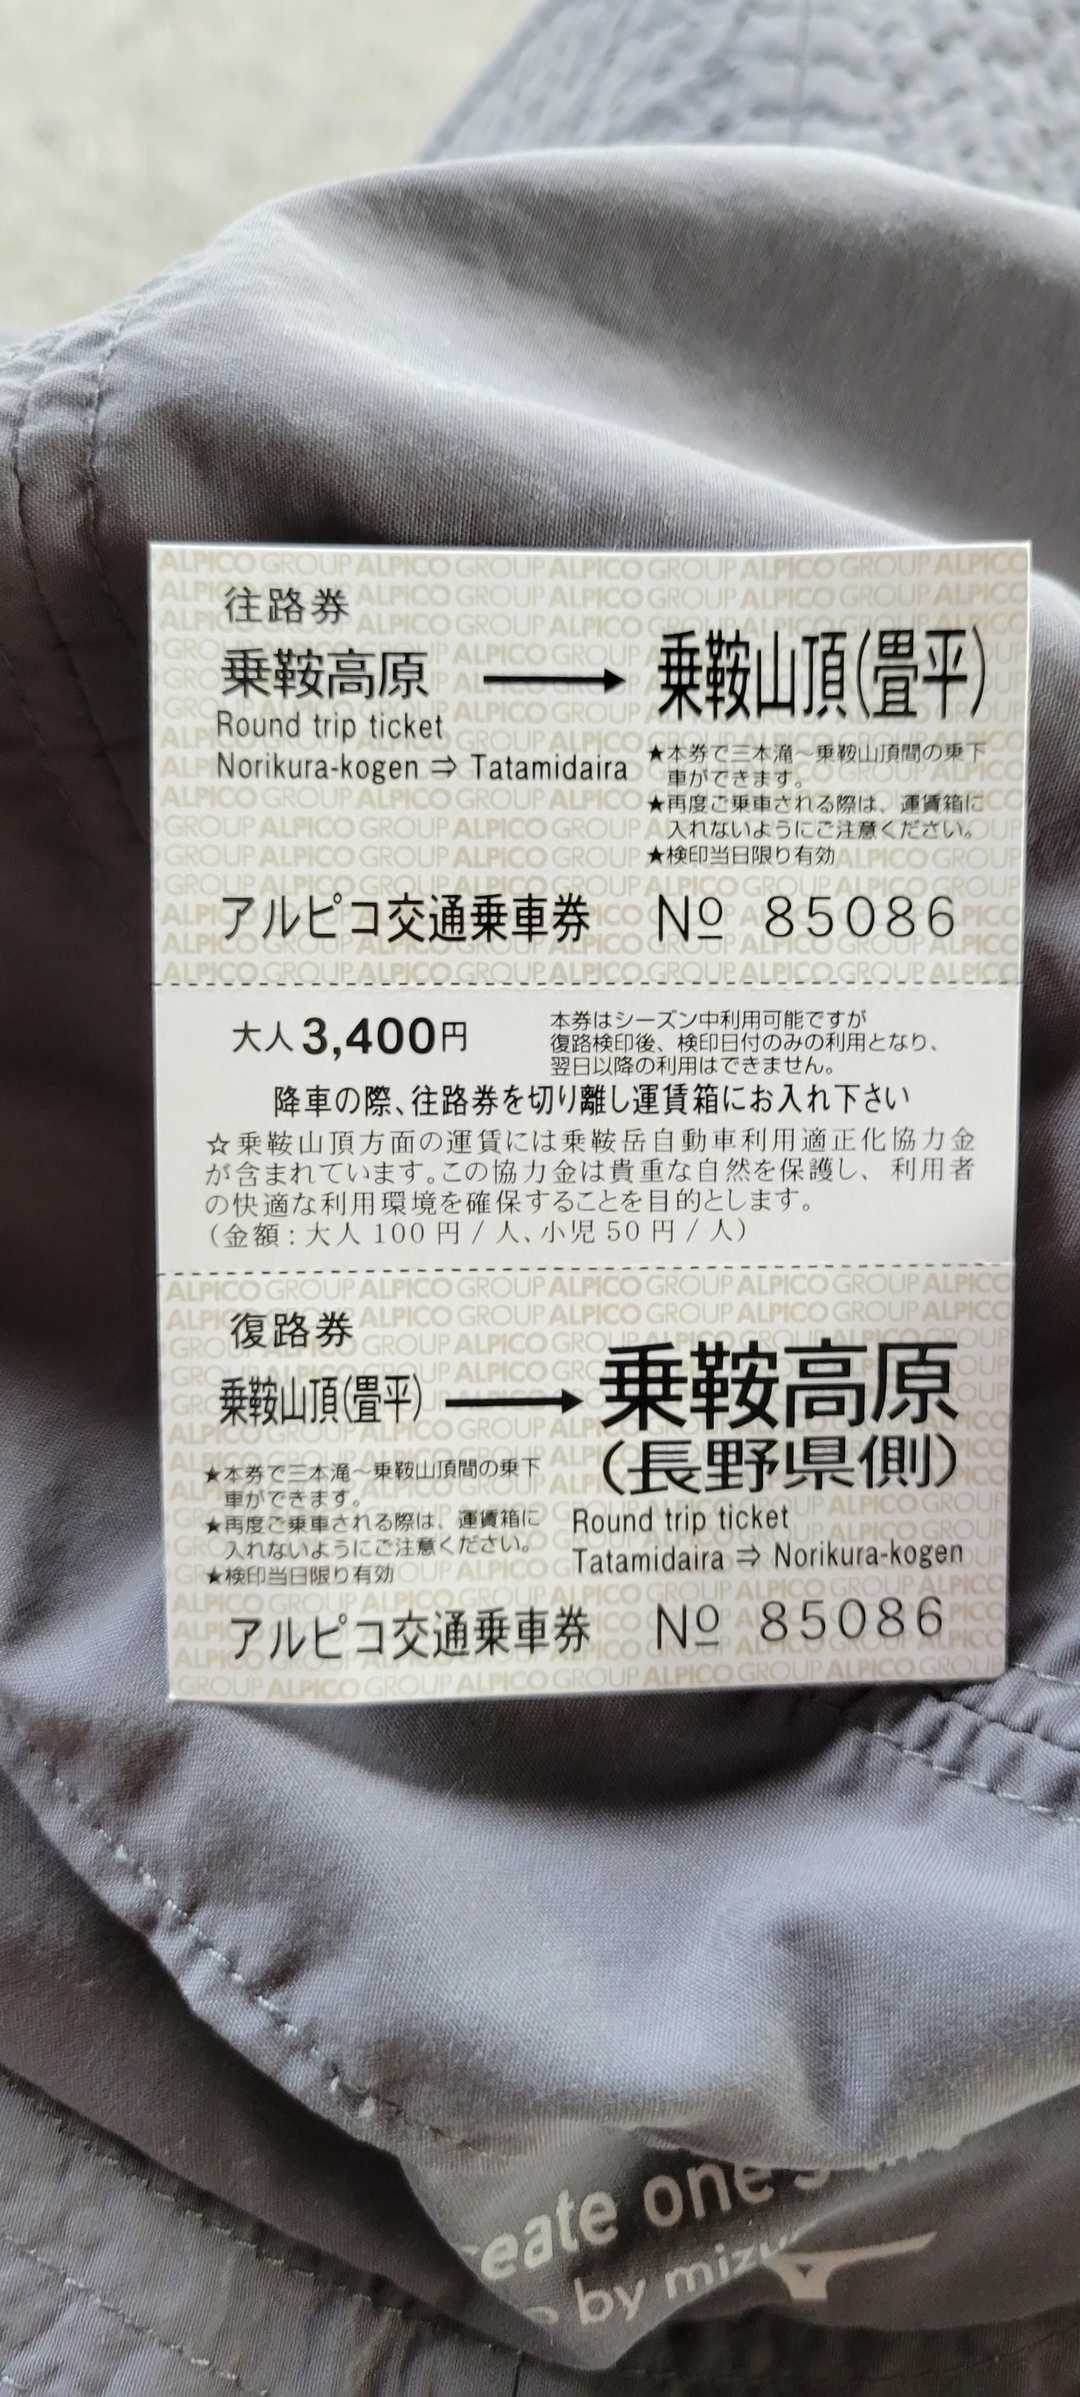 往路券
乗鞍高原 → 乗鞍山頂(畳平)
Round trip ticket
Norikura-kogen ⇒ Tatamidaira
★本券で三本滝～乗鞍山頂間の乗下
車ができます。
★再度ご乗車される際は、運賃箱に
入れないようにご注意ください。
★検印当日限り有効
アルピコ交通乗車券 No 85086
大人3,400円
本券はシーズン中利用可能ですが
復路検印後、検印日付のみの利用となり、
翌日以降の利用はできません。
降車の際、往路券を切り離し運賃箱にお入れ下さい
☆乗鞍山頂方面の運賃には乗鞍岳自動車利用適正化協力金
が含まれています。この協力金は貴重な自然を保護し、利用者
の快適な利用環境を確保することを目的とします。
(金額:大人100円/人、小児50円/人)
復路券
乗鞍山頂(畳平) → 乗鞍高原
(長野県側)
★本券で三本滝～乗鞍山頂間の乗下
車ができます。
★再度ご乗車される際は、運賃箱に
入れないようにご注意ください。
★検印当日限り有効
Round trip ticket
Tatamidaira ⇒ Norikura-kogen
アルピコ交通乗車券 No 85086
ALPICO GROUP
eate one's
by mizu